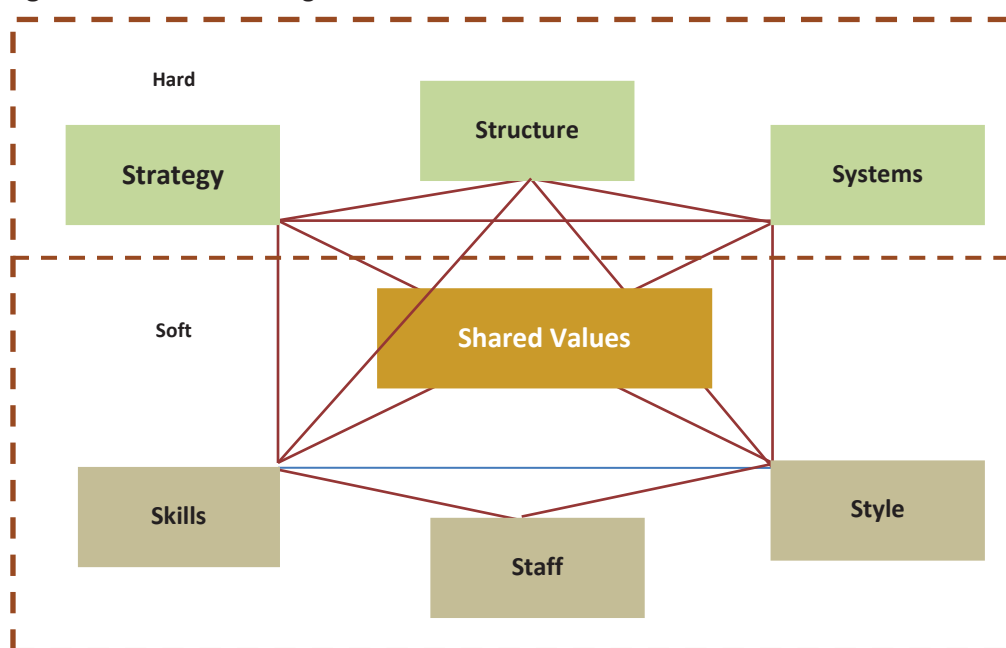 Hard
Structure
Strategy
Systems
Soft
Shared Values
Skills
Style
Staff